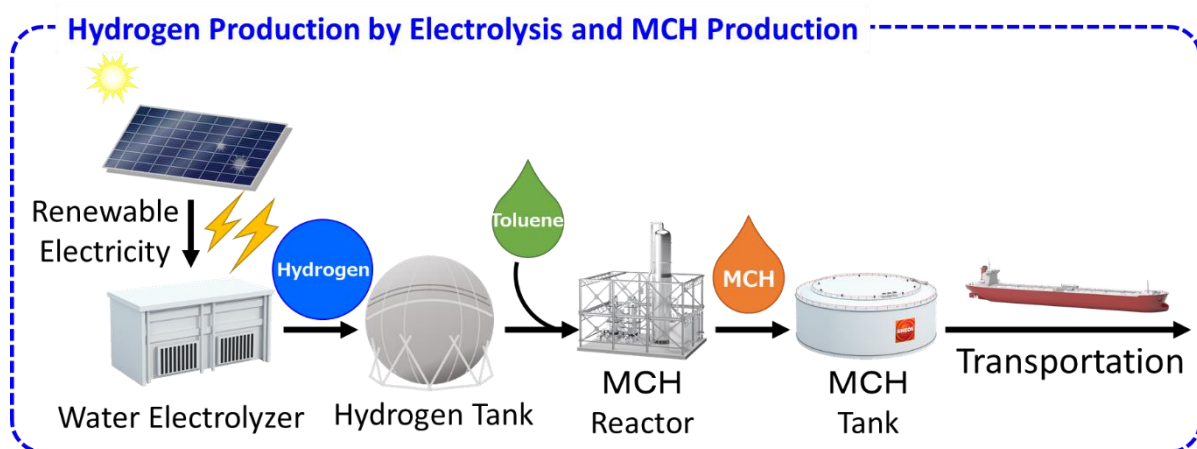 Hydrogen Production by Electrolysis and MCH Production
Renewable
Electricity
Hydrogen
Toluene
MCH
Water Electrolyzer
Hydrogen Tank
MCH
Reactor
MCH
Tank
Transportation